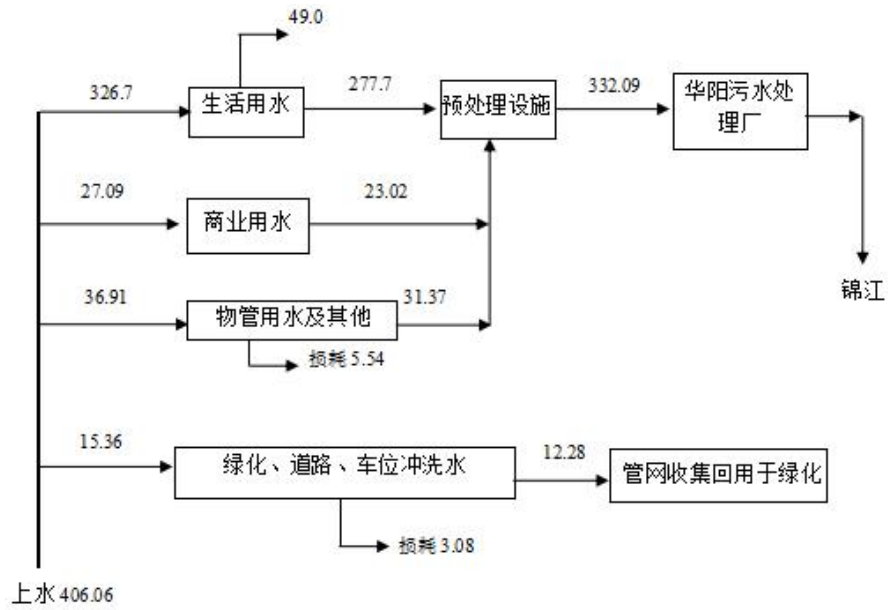 49.0
326.7
生活用水
277.7
预处理设施
332.09
华阳污水处
理厂
27.09
商业用水
23.02
锦江
36.91
物管用水及其他
31.37
损耗 5.54
15.36
绿化、道路、车位冲洗水
12.28
管网收集回用于绿化
损耗 3.08
上水 406.06